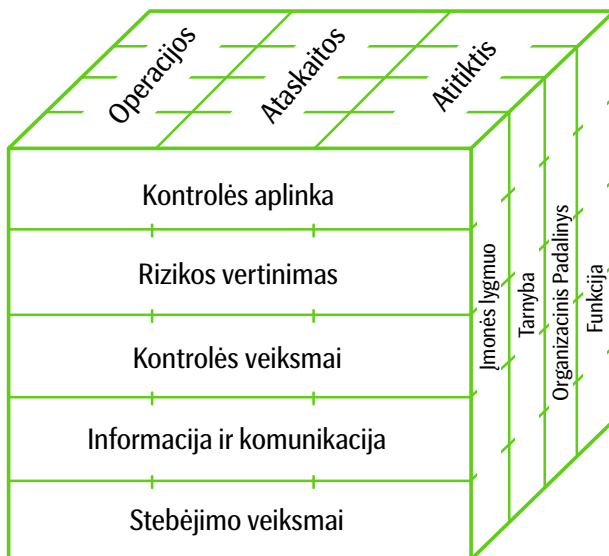 Operacijos
Ataskaitos
Atitiktis
Kontrolės aplinka
Rizikos vertinimas
Kontrolės veiksmai
Informacija ir komunikacija
Stebėjimo veiksmai
Įmonės lygmuo
Tarnyba
Organizacinis Padalinys
Funkcija